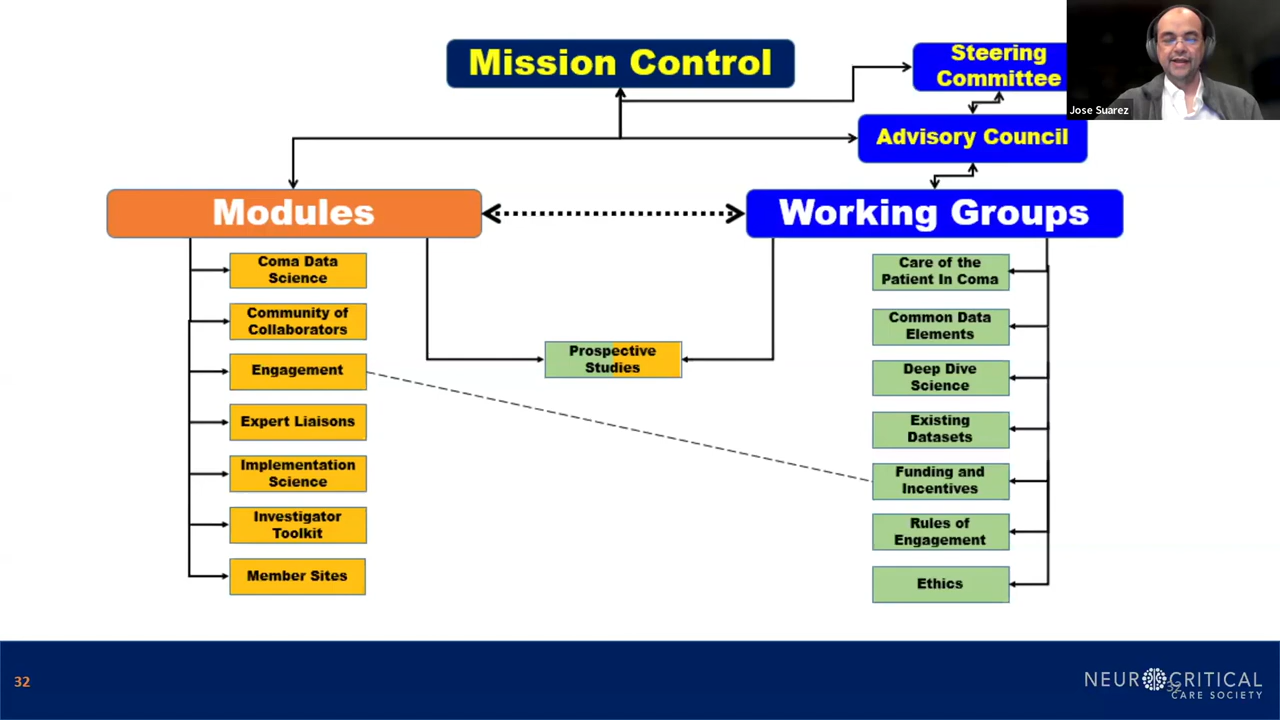 Mission Control
Steering
Committee
Jose Suarez
Advisory Council
Modules
Working Groups
Coma Data
Science
Community of
Collaborators
Engagement
Expert Liaisons
Implementation
Science
Investigator
Toolkit
Member Sites
Prospective
Studies
Care of the
Patient In Coma
Common Data
Elements
Deep Dive
Science
Existing
Datasets
Funding and
Incentives
Rules of
Engagement
Ethics
32
NEUROCRITICAL
CARE SOCIETY